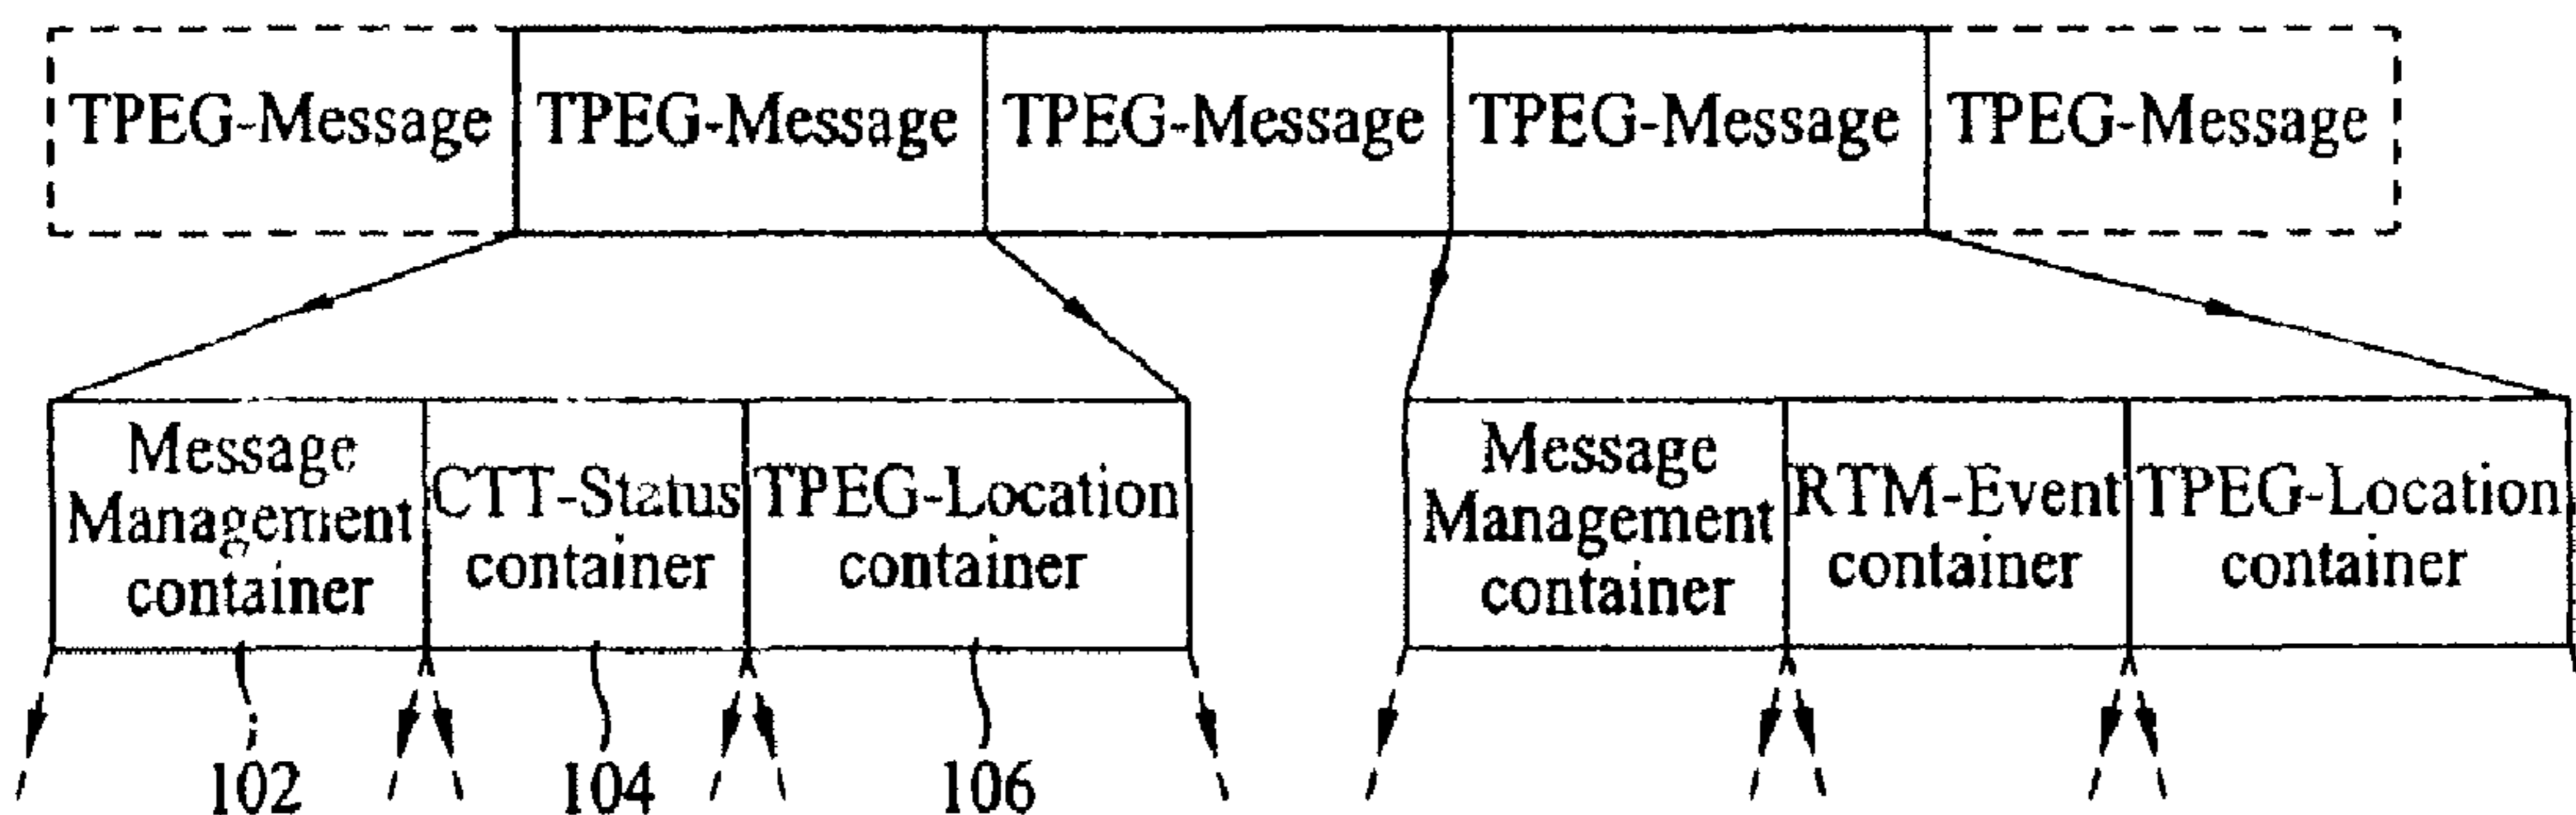 TPEG-Message TPEG-Message TPEG-Message TPEG-Message TPEG-Message
Message
Management
container
CTT-Status
container
TPEG-Location
container
Message
Management
container
RTM-Event
container
TPEG-Location
container
102 104 106